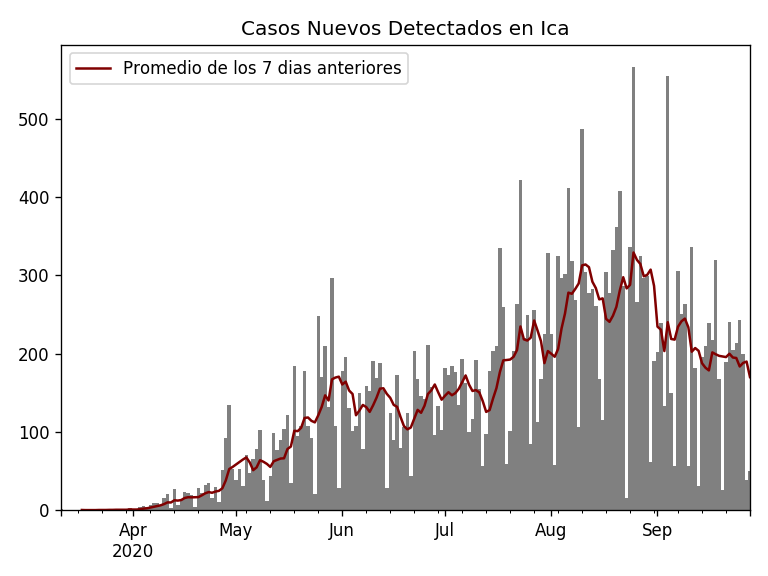 Casos Nuevos Detectados en Ica
Promedio de los 7 dias anteriores
500
400
300
200
100
0
Apr May Jun Jul Aug Sep
2020